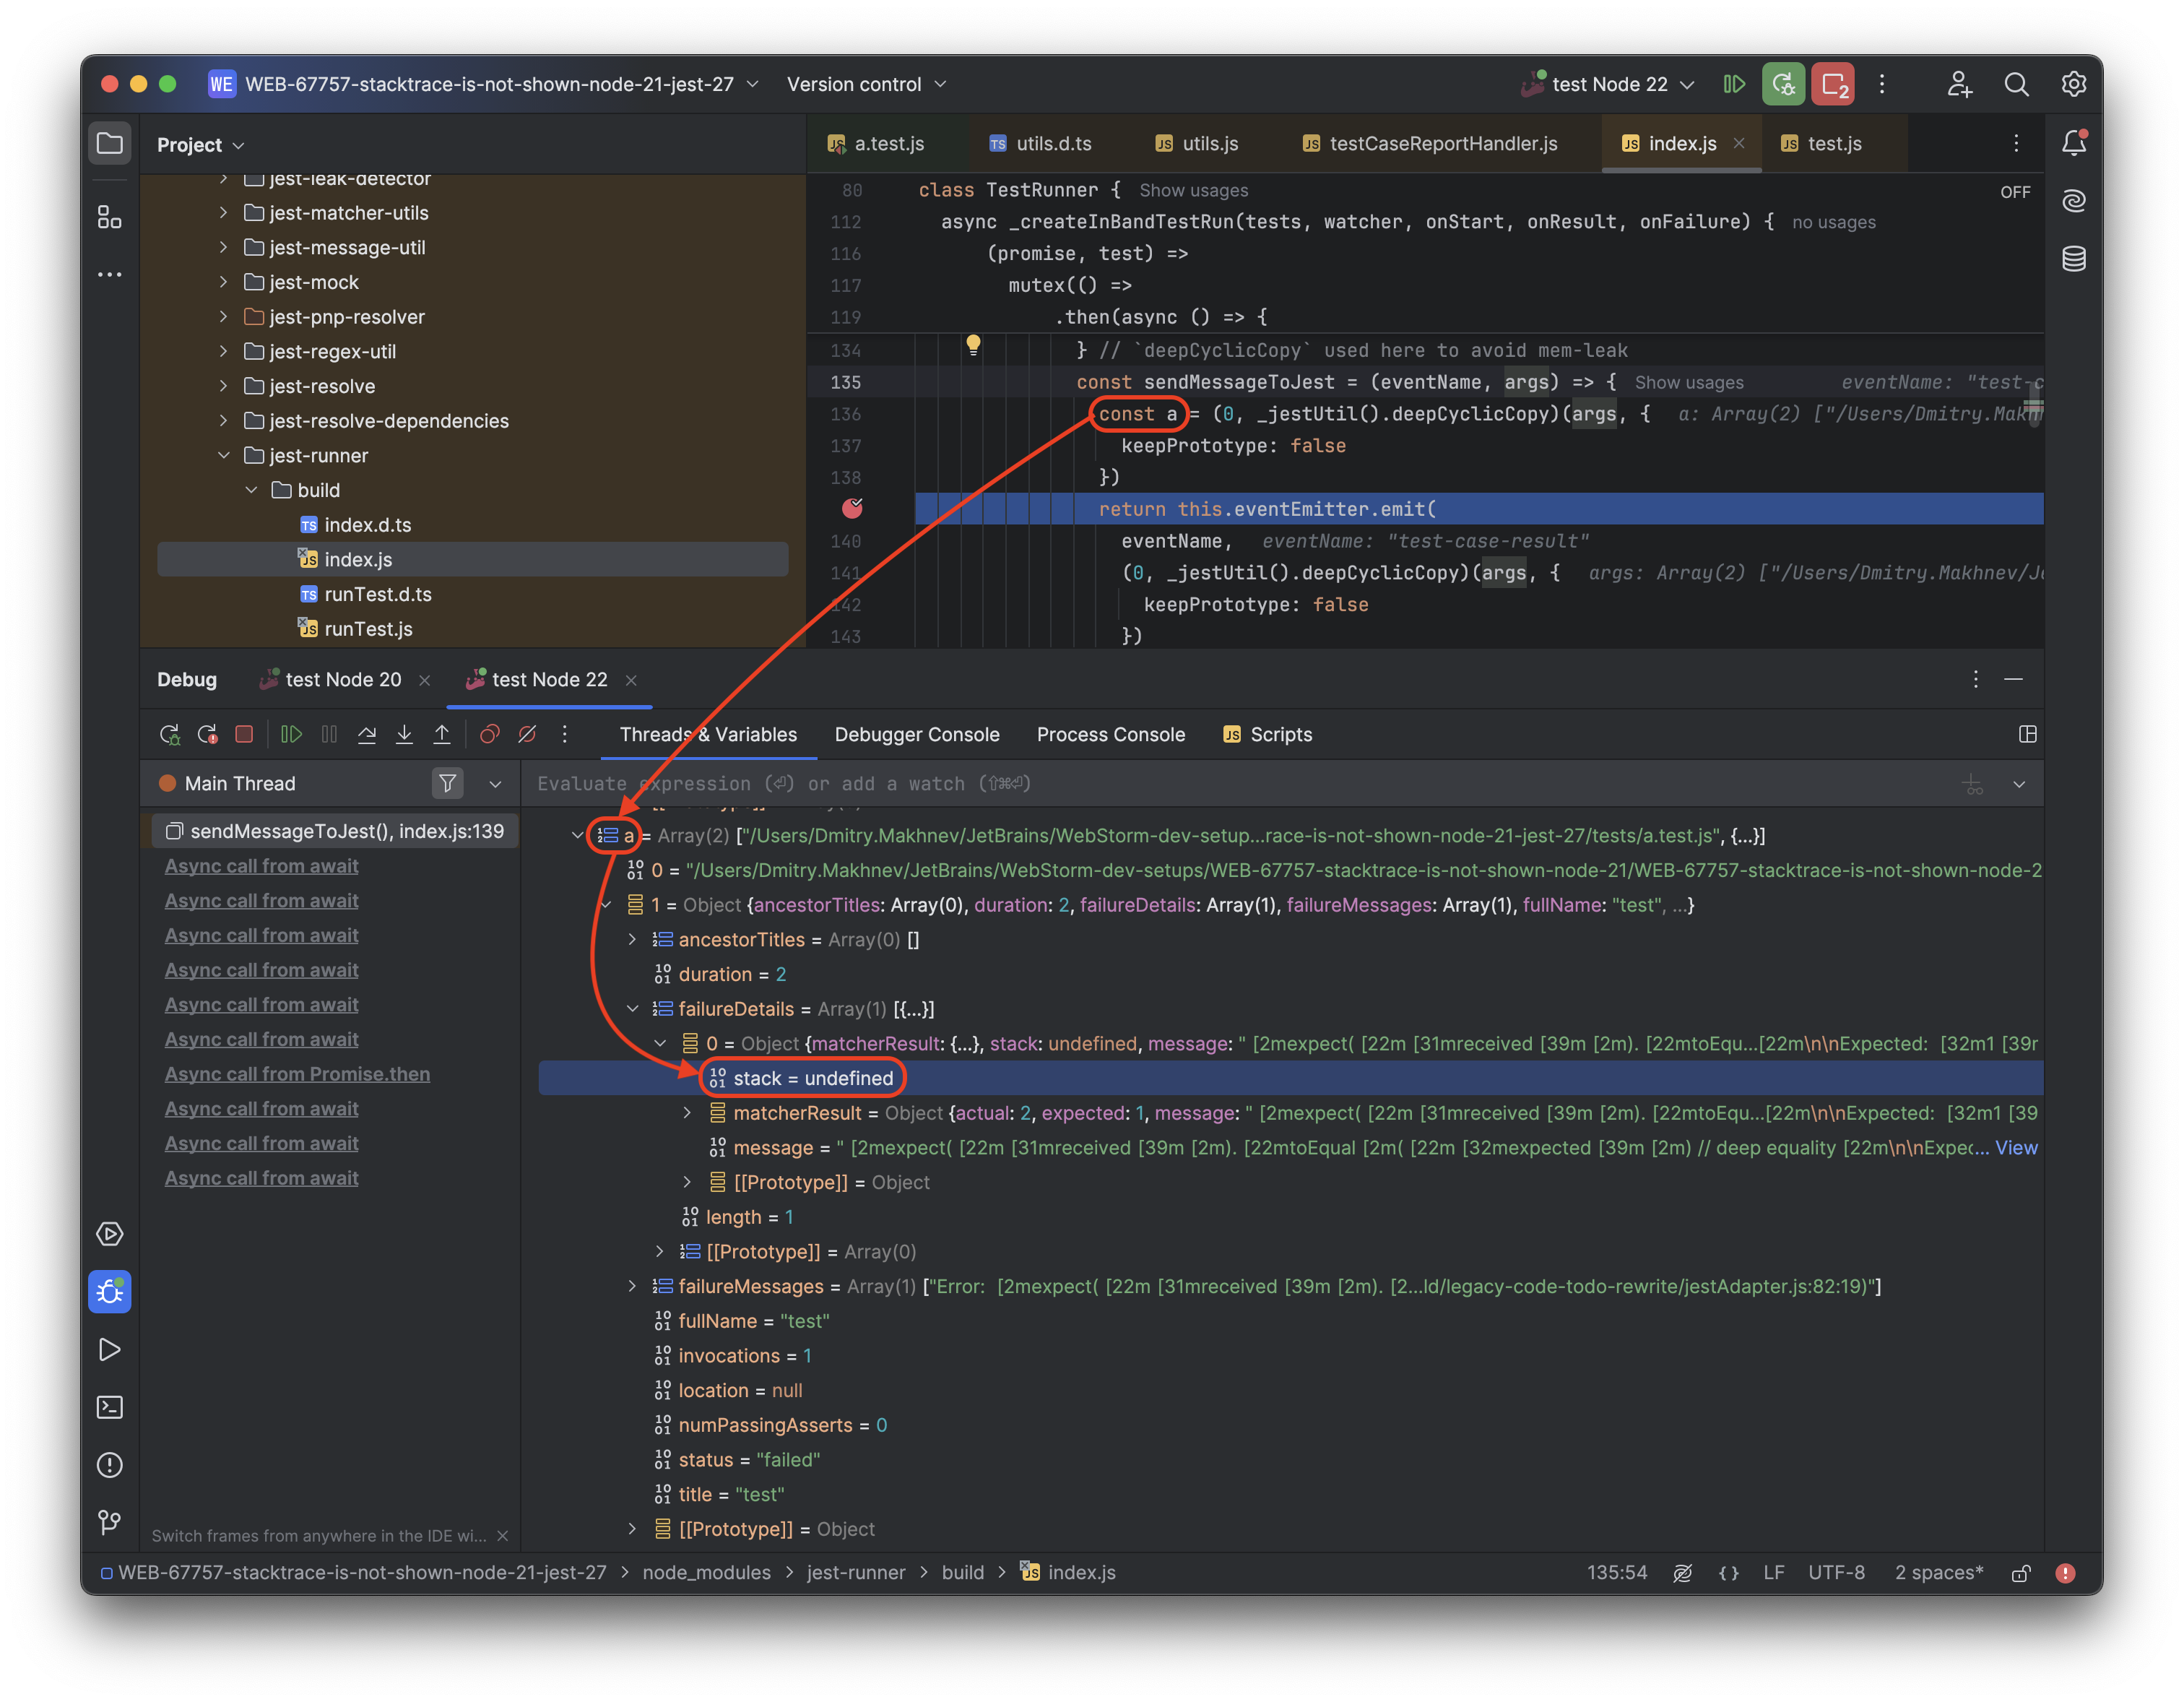 WE WEB-67757-stacktrace-is-not-shown-node-21-jest-27 Version control test Node 22 2
Project
jest-leak-detector
jest-matcher-utils
jest-message-util
jest-mock
jest-pnp-resolver
jest-regex-util
jest-resolve
jest-resolve-dependencies
jest-runner
build
TS index.d.ts
JS index.js
TS runTest.d.ts
JS runTest.js
JS a.test.js TS utils.d.ts JS utils.js JS testCaseReportHandler.js JS index.js JS test.js
80 class TestRunner { Show usages OFF
112 async _createInBandTestRun(tests, watcher, onStart, onResult, onFailure) { no usages
116 (promise, test) =>
117 mutex(() =>
119 .then(async () => {
134 } // `deepCyclicCopy` used here to avoid mem-leak
135 const sendMessageToJest = (eventName, args) => { Show usages eventName: "test-c
136 const a = (0, _jestUtil().deepCyclicCopy)(args, { a: Array(2) ["/Users/Dmitry.Makhn
137 keepPrototype: false
138 })
return this.eventEmitter.emit(
140 eventName, eventName: "test-case-result"
141 (0, _jestUtil().deepCyclicCopy)(args, { args: Array(2) ["/Users/Dmitry.Makhnev/J
142 keepPrototype: false
143 })
Debug test Node 20 test Node 22
Threads & Variables Debugger Console Process Console JS Scripts
Main Thread
Evaluate expression (⏎) or add a watch (⇧⌘⏎)
sendMessageToJest(), index.js:139
Async call from await
Async call from await
Async call from await
Async call from await
Async call from await
Async call from await
Async call from Promise.then
Async call from await
Async call from await
Async call from await
Switch frames from anywhere in the IDE wi...
a = Array(2) ["/Users/Dmitry.Makhnev/JetBrains/WebStorm-dev-setup...race-is-not-shown-node-21-jest-27/tests/a.test.js", {...}]
0 = "/Users/Dmitry.Makhnev/JetBrains/WebStorm-dev-setups/WEB-67757-stacktrace-is-not-shown-node-21/WEB-67757-stacktrace-is-not-shown-node-2
1 = Object {ancestorTitles: Array(0), duration: 2, failureDetails: Array(1), failureMessages: Array(1), fullName: "test", ...}
ancestorTitles = Array(0) []
duration = 2
failureDetails = Array(1) [{...}]
0 = Object {matcherResult: {...}, stack: undefined, message: " [2mexpect( [22m [31mreceived [39m [2m). [22mtoEqu...[22m\n\nExpected: [32m1 [39r
stack = undefined
matcherResult = Object {actual: 2, expected: 1, message: " [2mexpect( [22m [31mreceived [39m [2m). [22mtoEqu...[22m\n\nExpected: [32m1 [39
message = " [2mexpect( [22m [31mreceived [39m [2m). [22mtoEqual [2m( [22m [32mexpected [39m [2m) // deep equality [22m\n\nExpec... View
[[Prototype]] = Object
length = 1
[[Prototype]] = Array(0)
failureMessages = Array(1) ["Error: [2mexpect( [22m [31mreceived [39m [2m). [2...ld/legacy-code-todo-rewrite/jestAdapter.js:82:19)"]
fullName = "test"
invocations = 1
location = null
numPassingAsserts = 0
status = "failed"
title = "test"
[[Prototype]] = Object
WEB-67757-stacktrace-is-not-shown-node-21-jest-27 > node_modules > jest-runner > build > JS index.js 135:54 { } LF UTF-8 2 spaces*